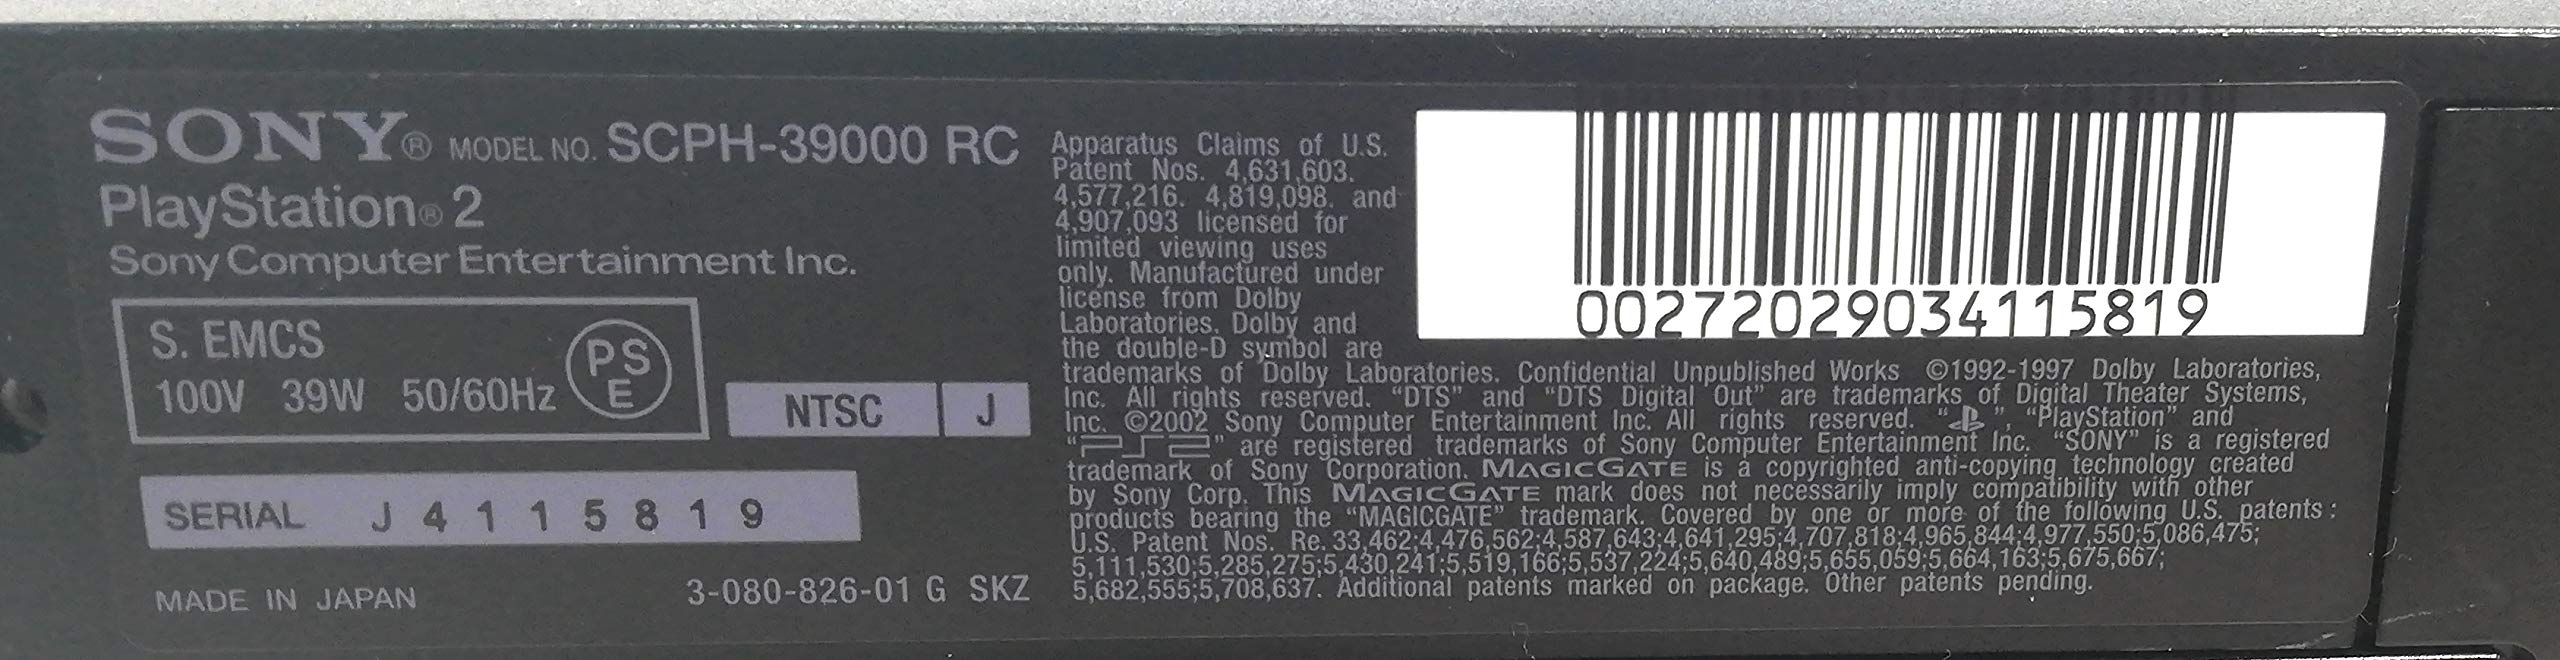 SONY® MODEL NO. SCPH-39000 RC
PlayStation® 2
Sony Computer Entertainment Inc.
S. EMCS
100V 39W 50/60Hz
PS
E
NTSC J
SERIAL J 4 1 1 5 8 1 9
MADE IN JAPAN 3-080-826-01 G SKZ
Apparatus Claims of U.S.
Patent Nos. 4,631,603.
4,577,216. 4,819,098. and
4,907,093 licensed for
limited viewing uses
only. Manufactured under
license from Dolby
Laboratories. Dolby and
the double-D symbol are
trademarks of Dolby Laboratories. Confidential Unpublished Works ©1992-1997 Dolby Laboratories,
Inc. All rights reserved. “DTS” and “DTS Digital Out” are trademarks of Digital Theater Systems,
Inc. ©2002 Sony Computer Entertainment Inc. All rights reserved. “ ”, “PlayStation” and
“PS2” are registered trademarks of Sony Computer Entertainment Inc. “SONY” is a registered
trademark of Sony Corporation. MAGICGATE is a copyrighted anti-copying technology created
by Sony Corp. This MAGICGATE mark does not necessarily imply compatibility with other
products bearing the “MAGICGATE” trademark. Covered by one or more of the following U.S. patents :
U.S. Patent Nos. Re. 33,462;4,476,562;4,587,643;4,641,295;4,707,818;4,965,844;4,977,550;5,086,475;
5,111,530;5,285,275;5,430,241;5,519,166;5,537,224;5,640,489;5,655,059;5,664,163;5,675,667;
5,682,555;5,708,637. Additional patents marked on package. Other patents pending.
00272029034115819